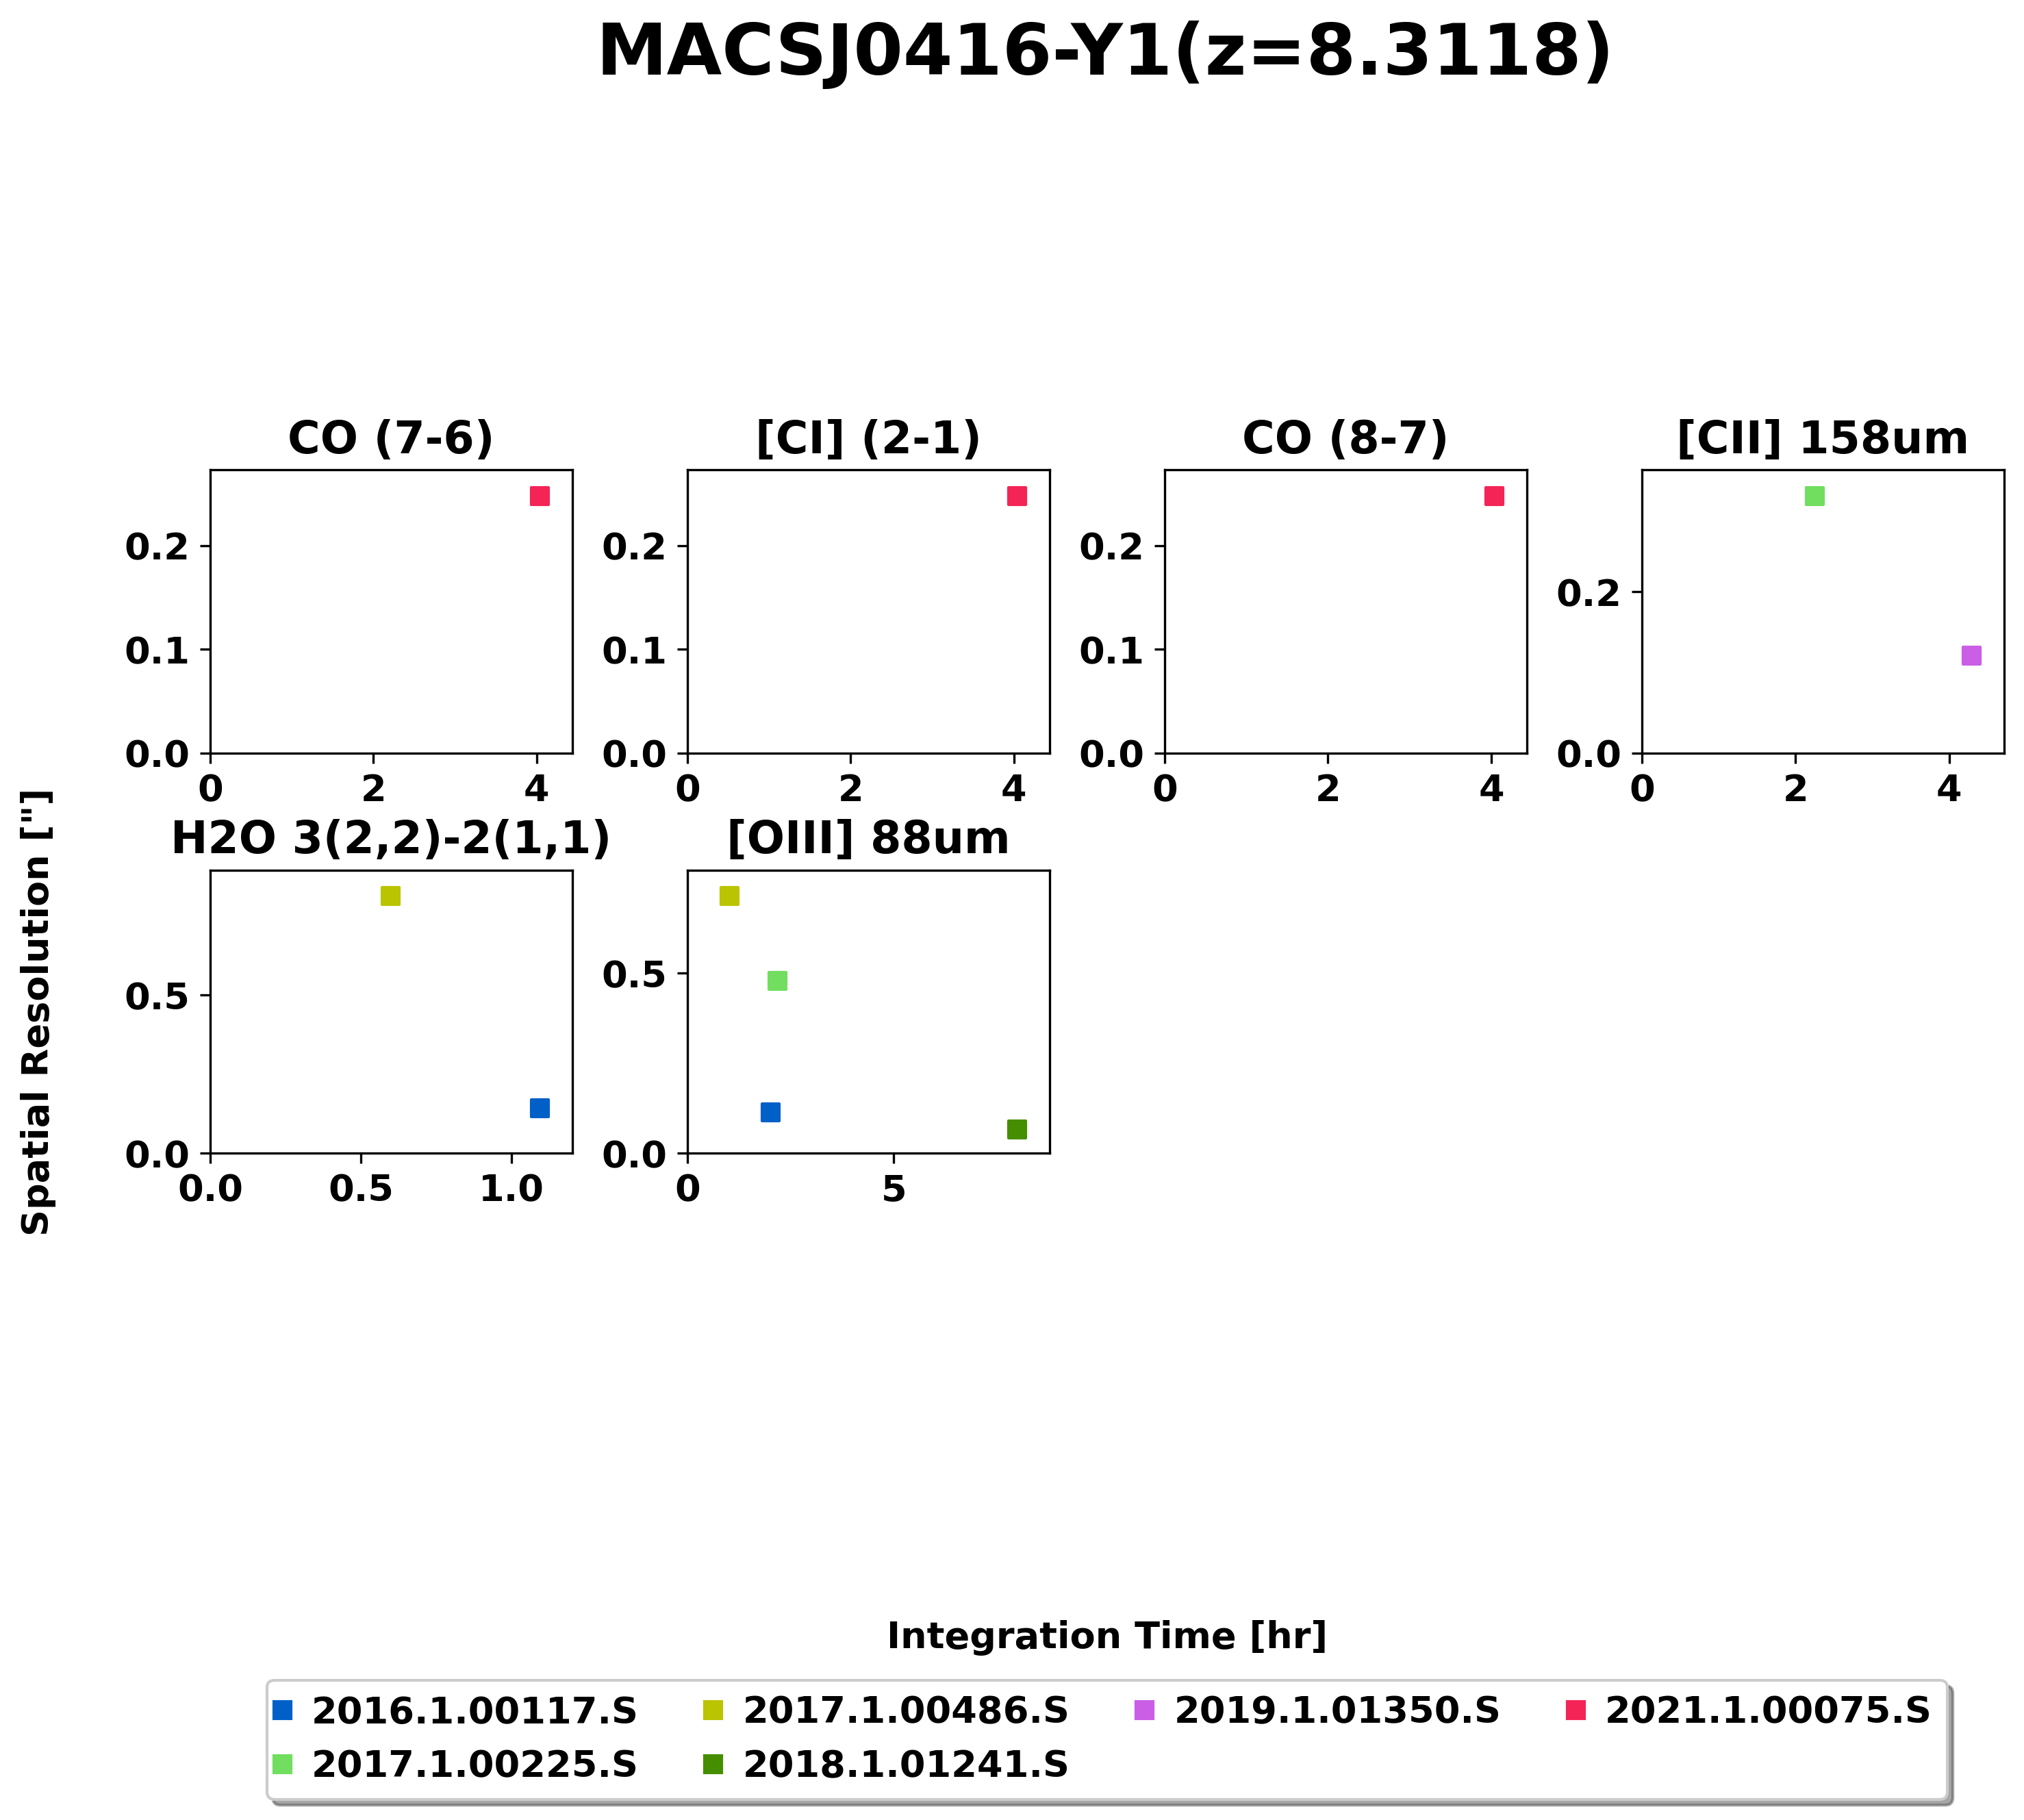 MACSJ0416-Y1(z=8.3118)
CO (7-6)
[CI] (2-1)
CO (8-7)
[CII] 158um
0.2
0.1
0.0
0 2 4
0.2
0.1
0.0
0 2 4
0.2
0.1
0.0
0 2 4
0.2
0.0
0 2 4
Spatial Resolution ["]
H2O 3(2,2)-2(1,1)
[OIII] 88um
0.5
0.0
0.0 0.5 1.0
0.5
0.0
0 5
Integration Time [hr]
2016.1.00117.S
2017.1.00225.S
2017.1.00486.S
2018.1.01241.S
2019.1.01350.S
2021.1.00075.S